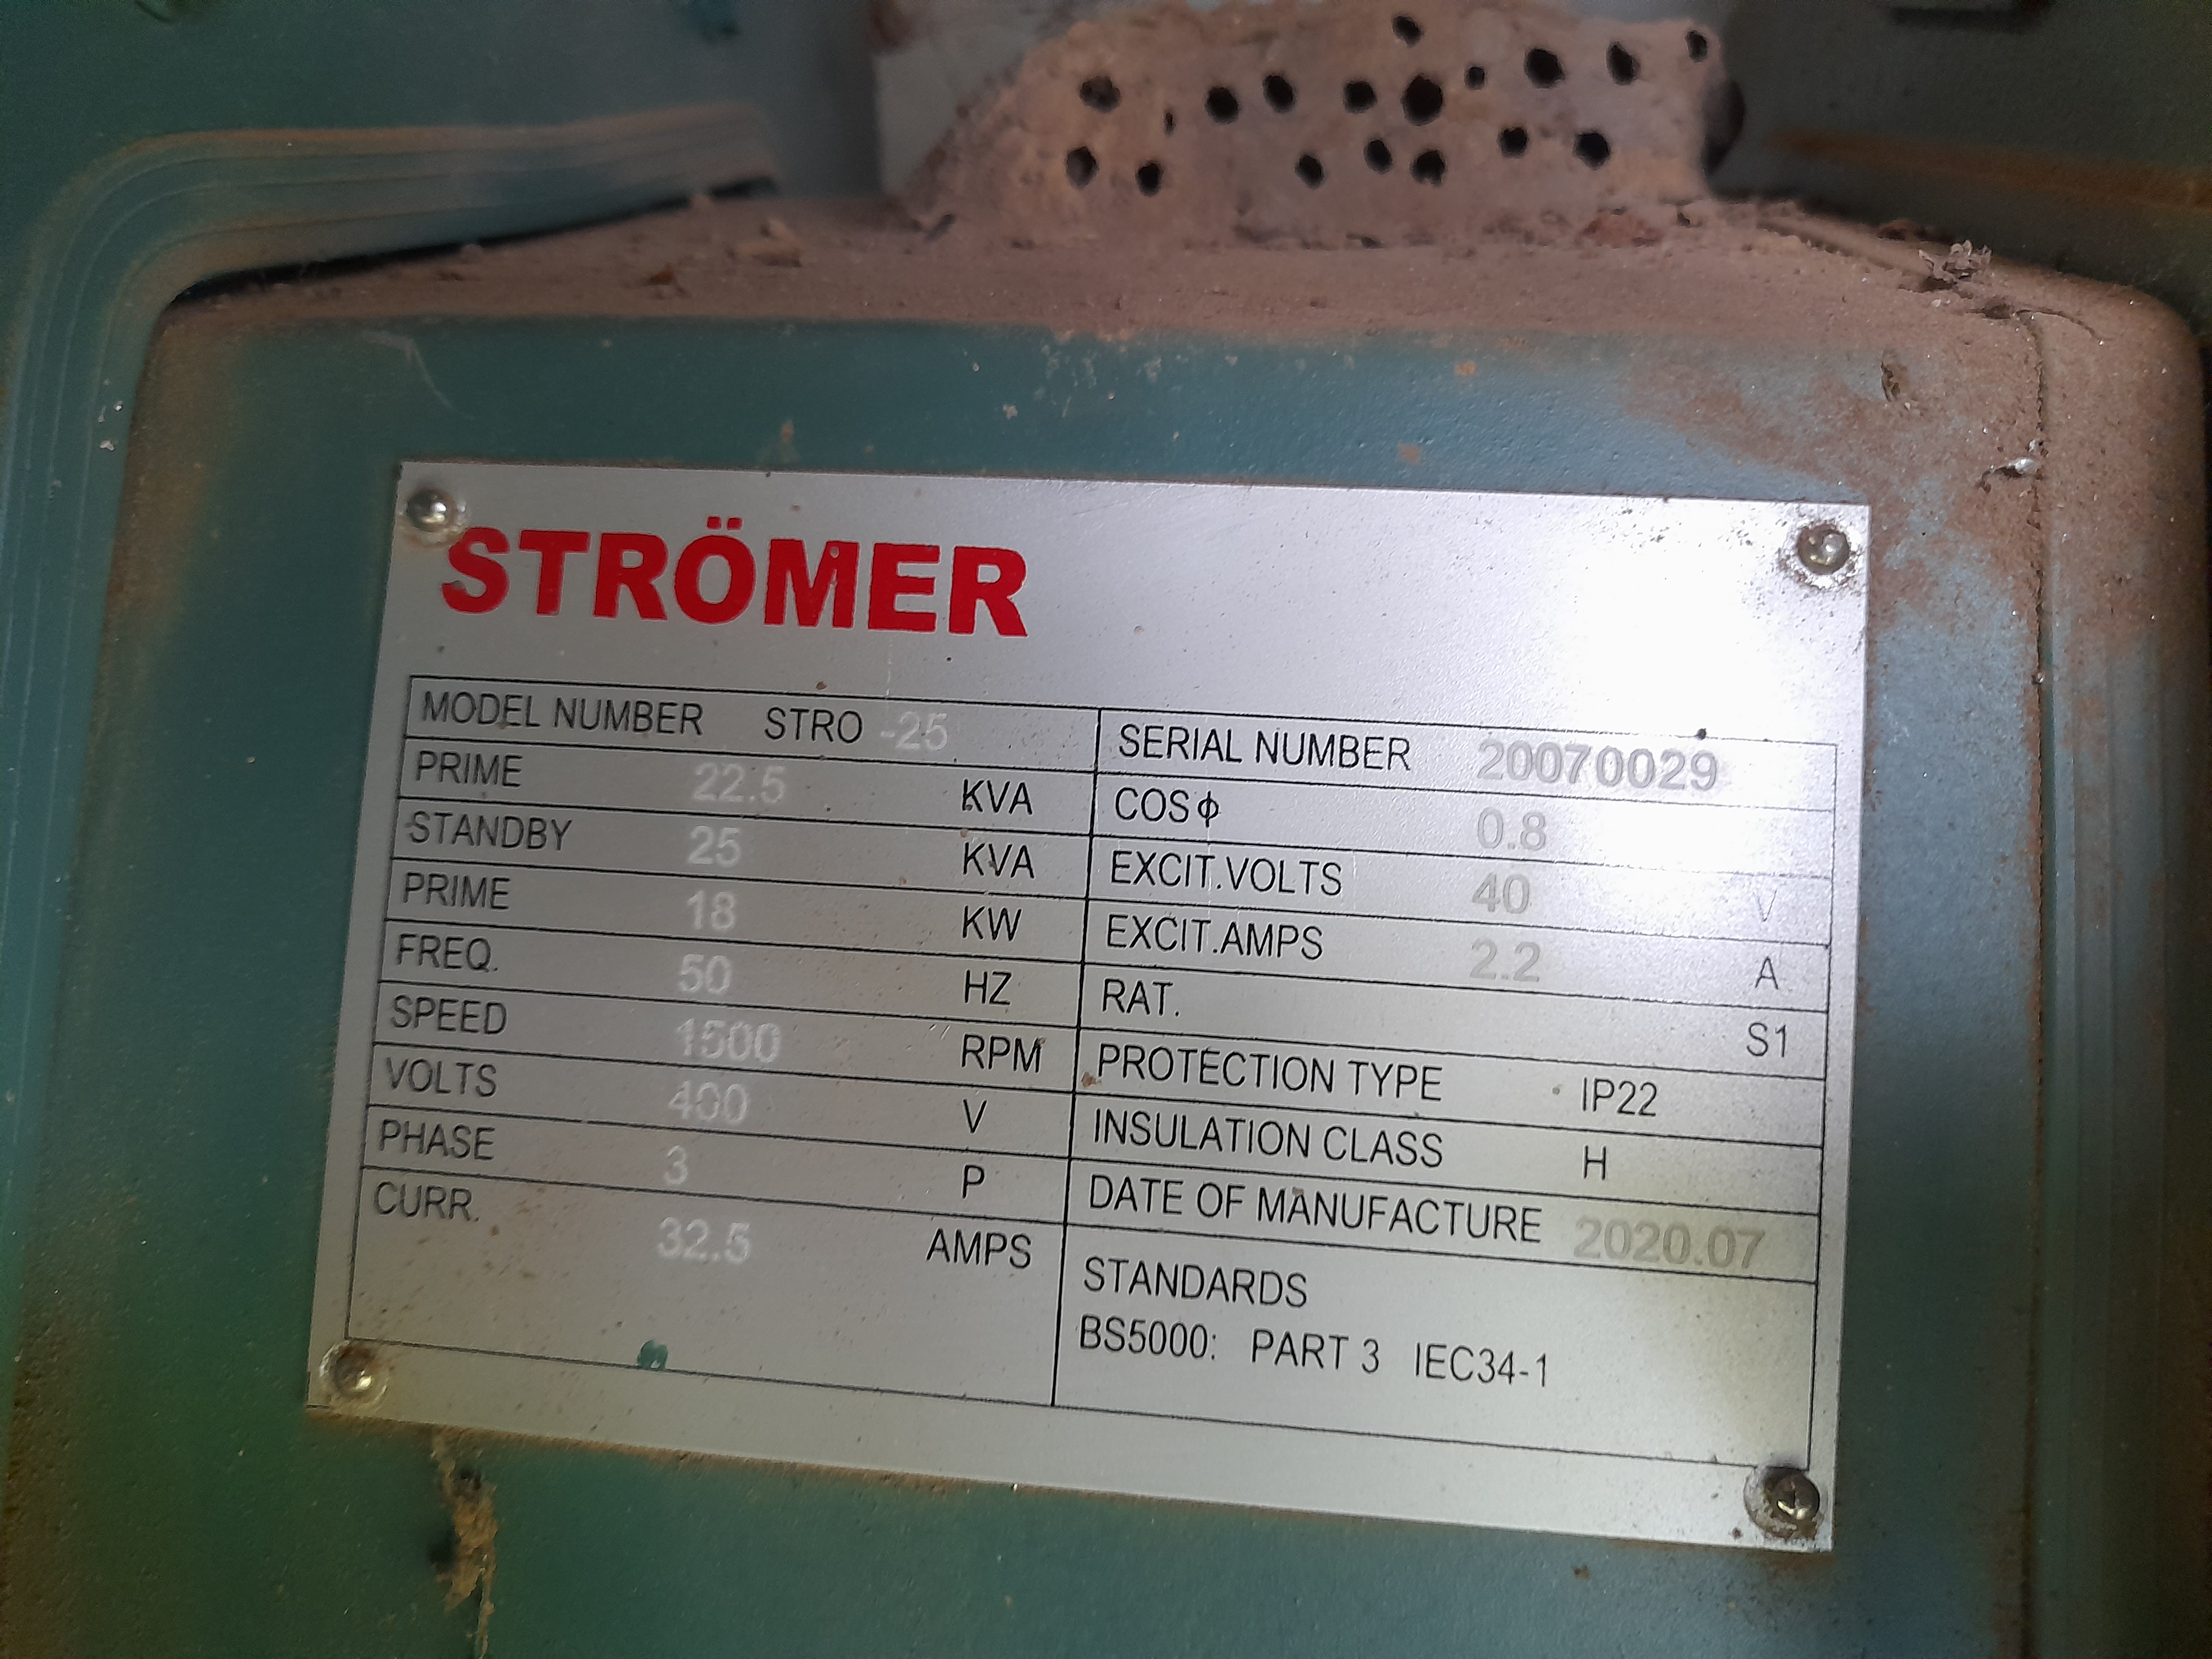 STRÖMER
MODEL NUMBER STRO -25
PRIME 22.5 KVA
STANDBY 25 KVA
PRIME 18 KW
FREQ. 50 HZ
SPEED 1500 RPM
VOLTS 400 V
PHASE 3 P
CURR. 32.5 AMPS
SERIAL NUMBER 20070029
COSϕ 0.8
EXCIT.VOLTS 40 V
EXCIT.AMPS 2.2 A
RAT. S1
PROTECTION TYPE IP22
INSULATION CLASS H
DATE OF MANUFACTURE 2020.07
STANDARDS
BS5000: PART 3 IEC34-1